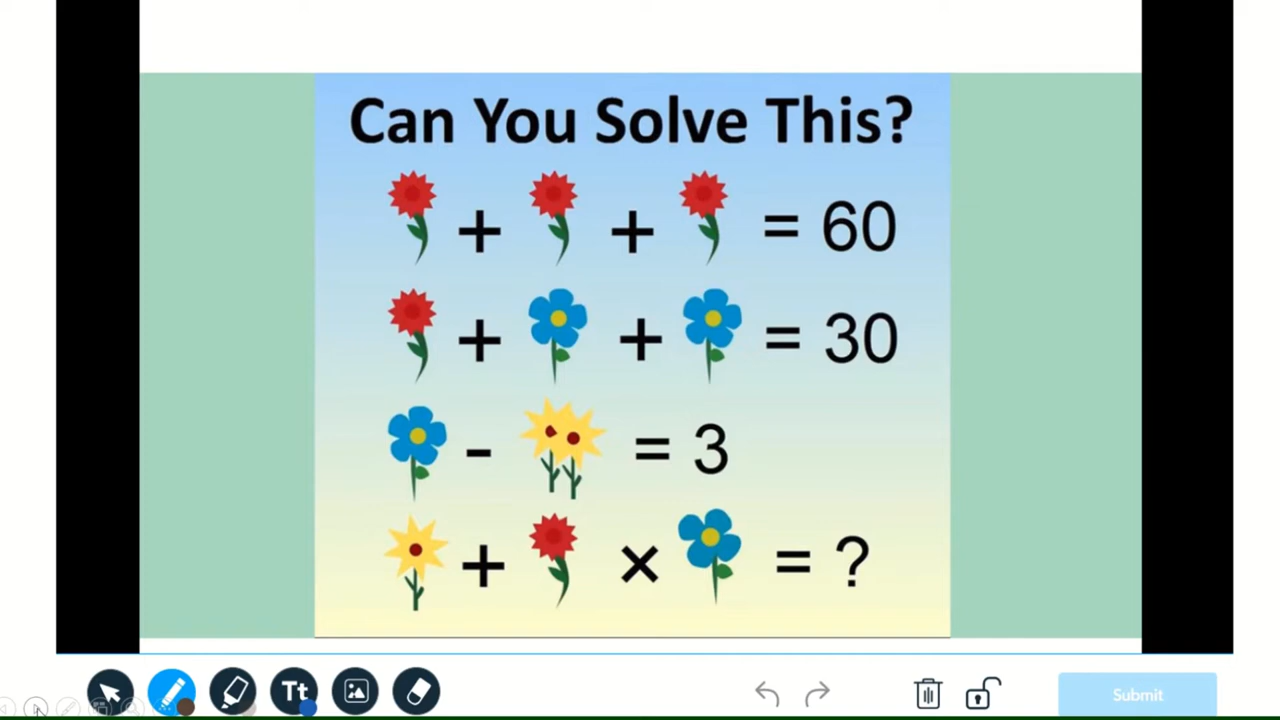 Can You Solve This?
+ + = 60
+ + = 30
- = 3
+ × = ?
Tt
Submit